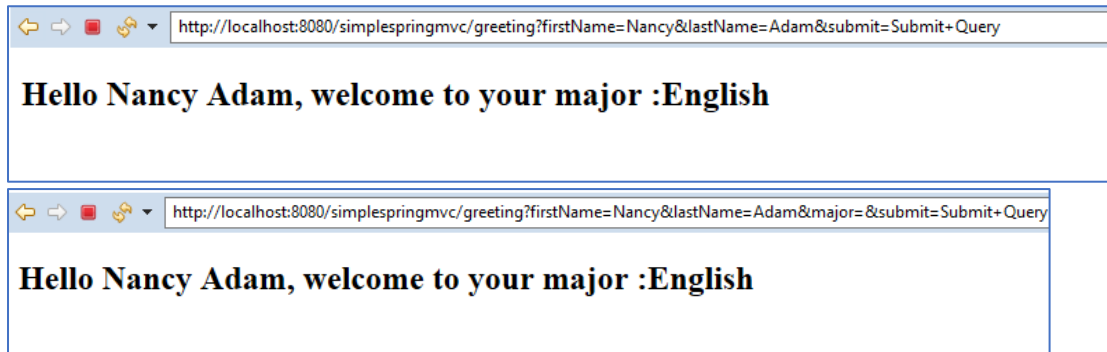 http://localhost:8080/simplespringmvc/greeting?firstName=Nancy&lastName=Adam&submit=Submit+Query
Hello Nancy Adam, welcome to your major :English
http://localhost:8080/simplespringmvc/greeting?firstName=Nancy&lastName=Adam&major=&submit=Submit+Query
Hello Nancy Adam, welcome to your major :English